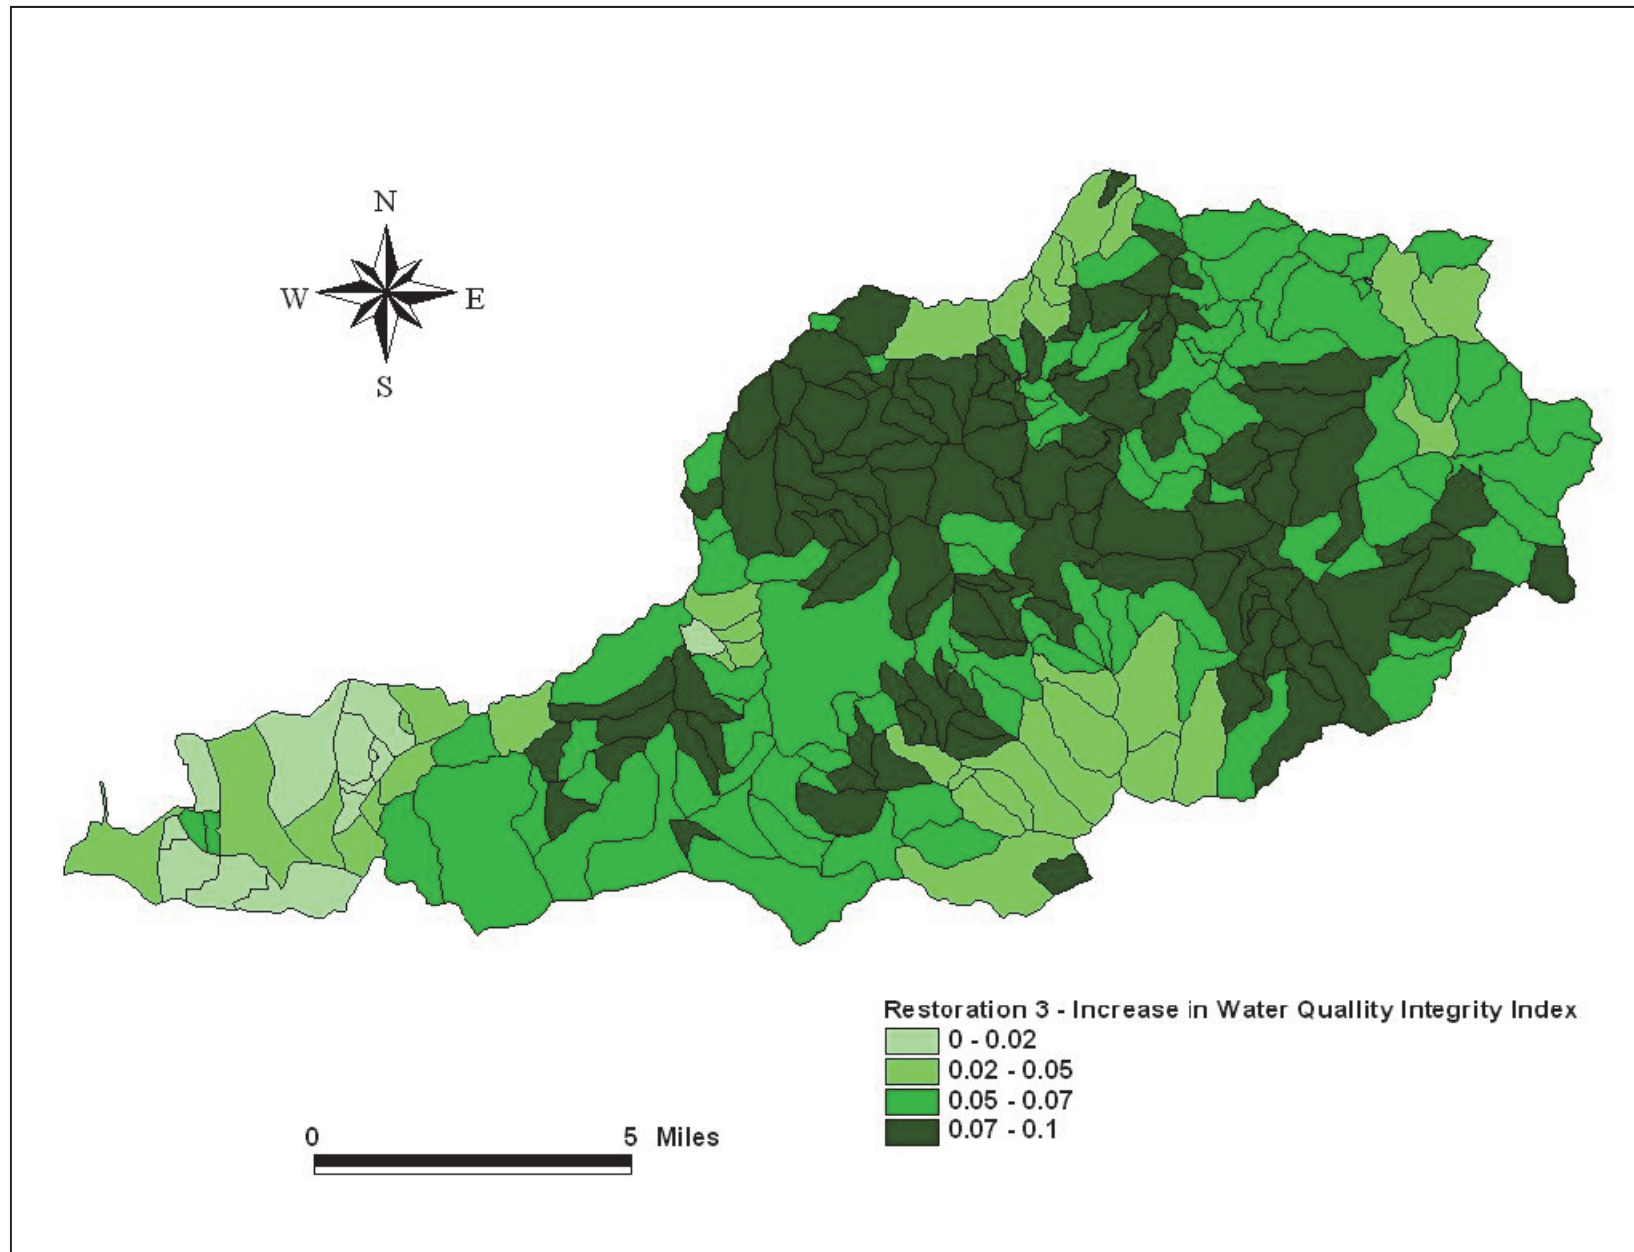 N
W E
S
Restoration 3 - Increase in Water Quallity Integrity Index
0 - 0.02
0.02 - 0.05
0.05 - 0.07
0.07 - 0.1
0 5 Miles